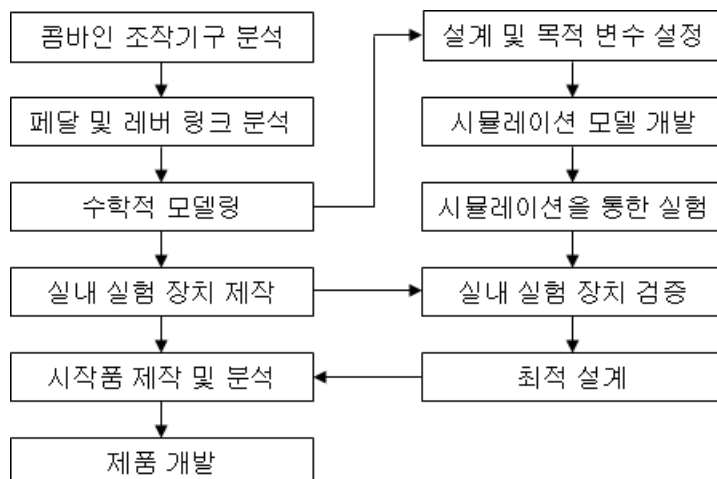 콤바인 조작기구 분석
페달 및 레버 링크 분석
수학적 모델령
실내 실험 장치 제작
시작품 제작 및 분석
제품 개발
설계 및 목적 변수 설정
시뮬레이션 모델 개발
시뮬레이션을 통한 실험
실내 실험 장치 검증
최적 설계